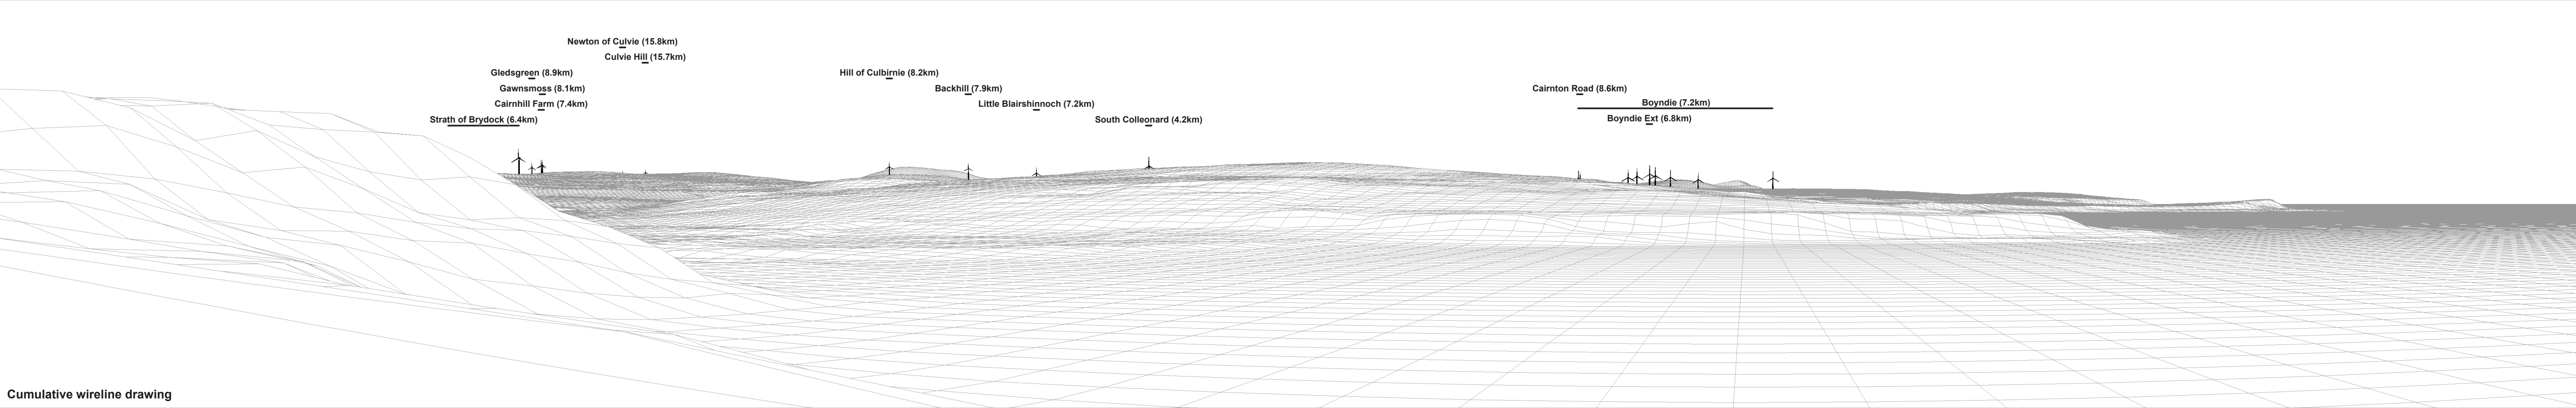 Newton of Culvie (15.8km)
Culvie Hill (15.7km)
Gledsgreen (8.9km)
Gawnsmoss (8.1km)
Cairnhill Farm (7.4km)
Strath of Brydock (6.4km)
Hill of Culbirnie (8.2km)
Backhill (7.9km)
Little Blairshinnoch (7.2km)
South Colleonard (4.2km)
Cairnton Road (8.6km)
Boyndie (7.2km)
Boyndie Ext (6.8km)
Cumulative wireline drawing